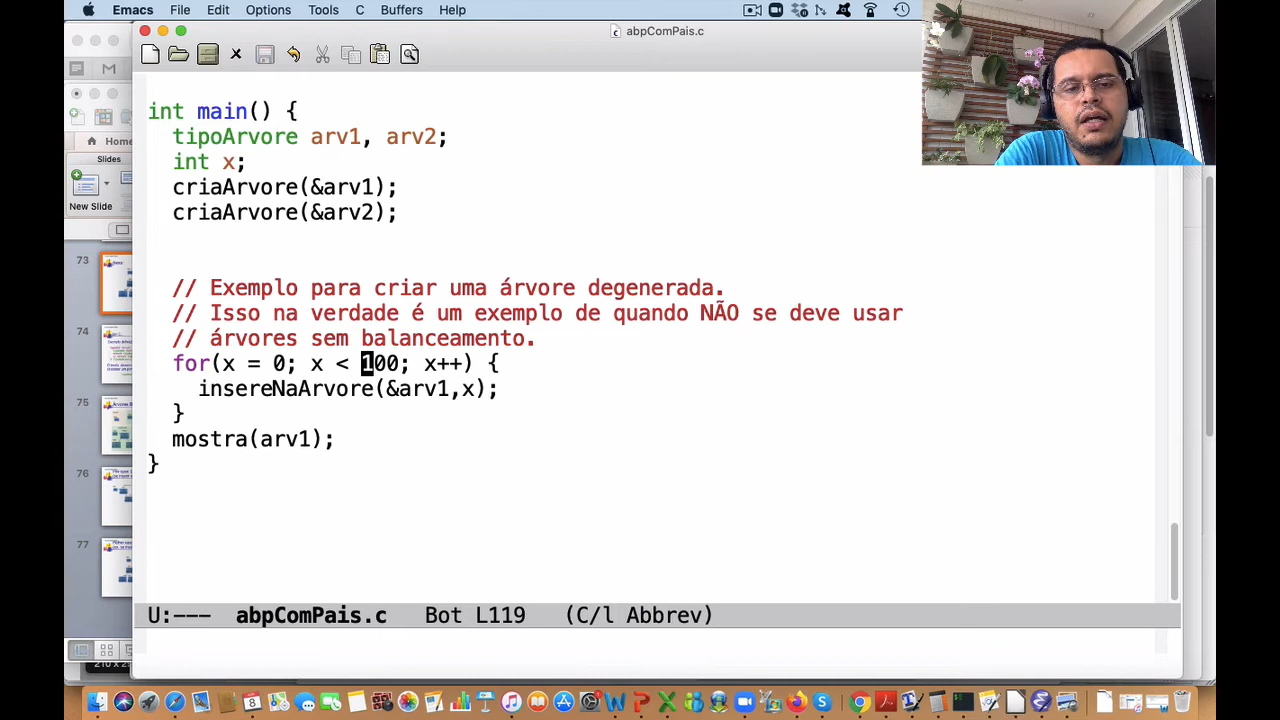 Emacs File Edit Options Tools C Buffers Help
abpComPais.c
int main() {
tipoArvore arv1, arv2;
int x;
criaArvore(&arv1);
criaArvore(&arv2);
// Exemplo para criar uma árvore degenerada.
// Isso na verdade é um exemplo de quando NÃO se deve usar
// árvores sem balanceamento.
for(x = 0; x < 100; x++) {
insereNaArvore(&arv1,x);
}
mostra(arv1);
}
U:--- abpComPais.c Bot L119 (C/l Abbrev)
Home
Slides
New Slide
73
74
75
76
77